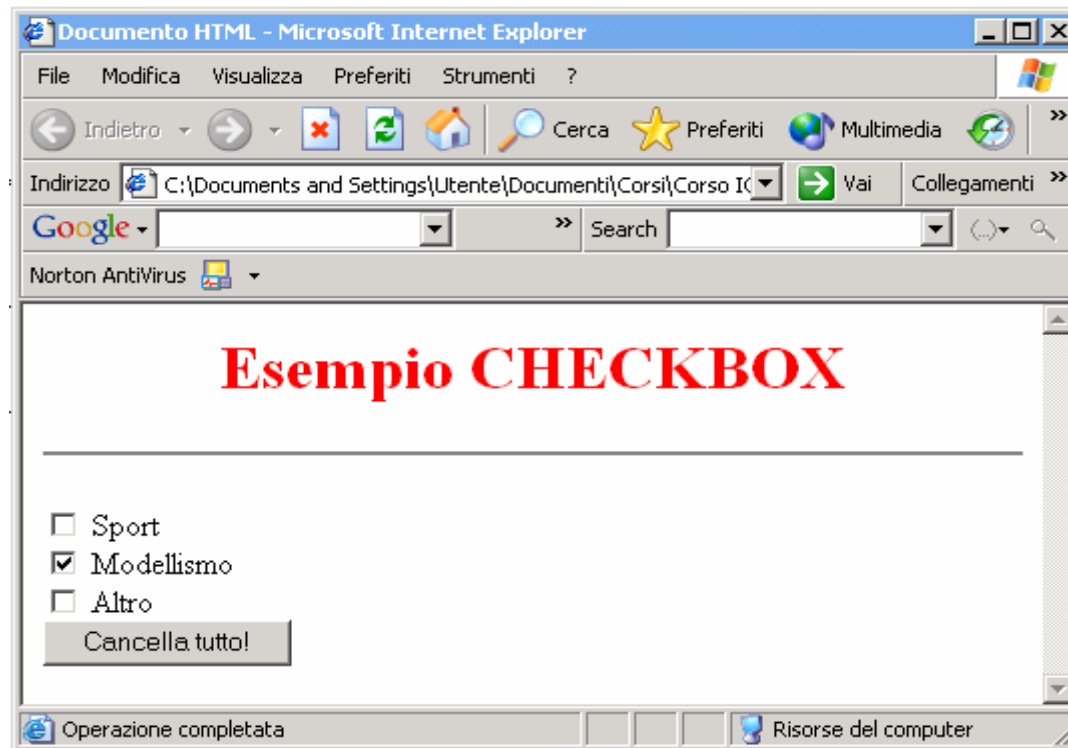 Documento HTML - Microsoft Internet Explorer
File Modifica Visualizza Preferiti Strumenti ?
Indietro Cerca Preferiti Multimedia »
Indirizzo C:\Documents and Settings\Utente\Documenti\Corsi\Corso IC Vai Collegamenti »
Google » Search (...)
Norton AntiVirus
Esempio CHECKBOX
Sport
Modellismo
Altro
Cancella tutto!
Operazione completata Risorse del computer